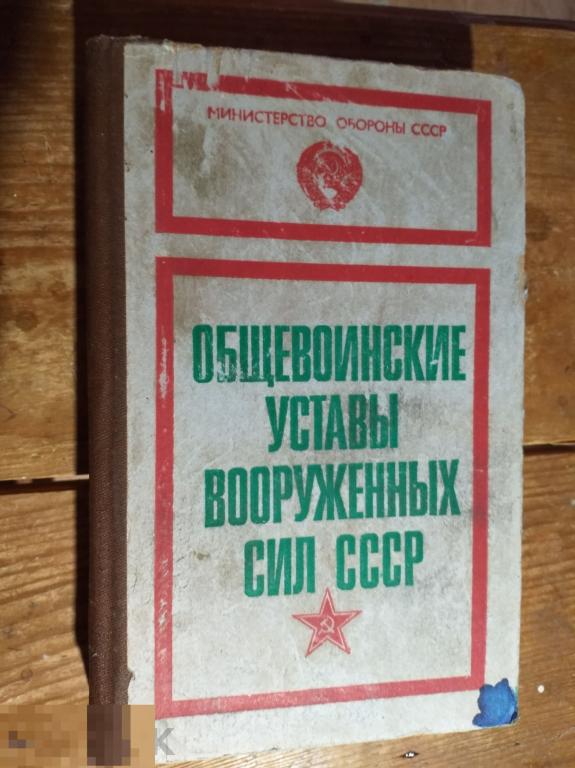 МИНИСТЕРСТВО ОБОРОНЫ СССР
ОБЩЕВОИНСКИЕ
УСТАВЫ
ВООРУЖЕННЫХ
СИЛ СССР